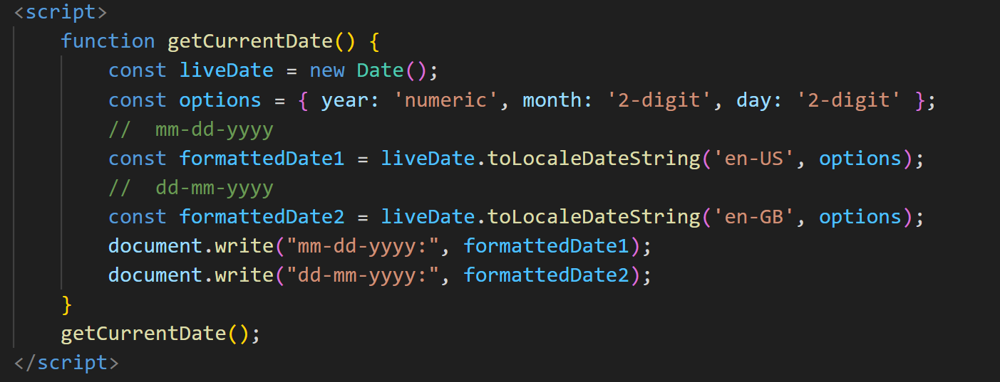 <script>
    function getCurrentDate() {
        const liveDate = new Date();
        const options = { year: 'numeric', month: '2-digit', day: '2-digit' };
        //  mm-dd-yyyy
        const formattedDate1 = liveDate.toLocaleDateString('en-US', options);
        //  dd-mm-yyyy
        const formattedDate2 = liveDate.toLocaleDateString('en-GB', options);
        document.write("mm-dd-yyyy:", formattedDate1);
        document.write("dd-mm-yyyy:", formattedDate2);
    }
    getCurrentDate();
</script>